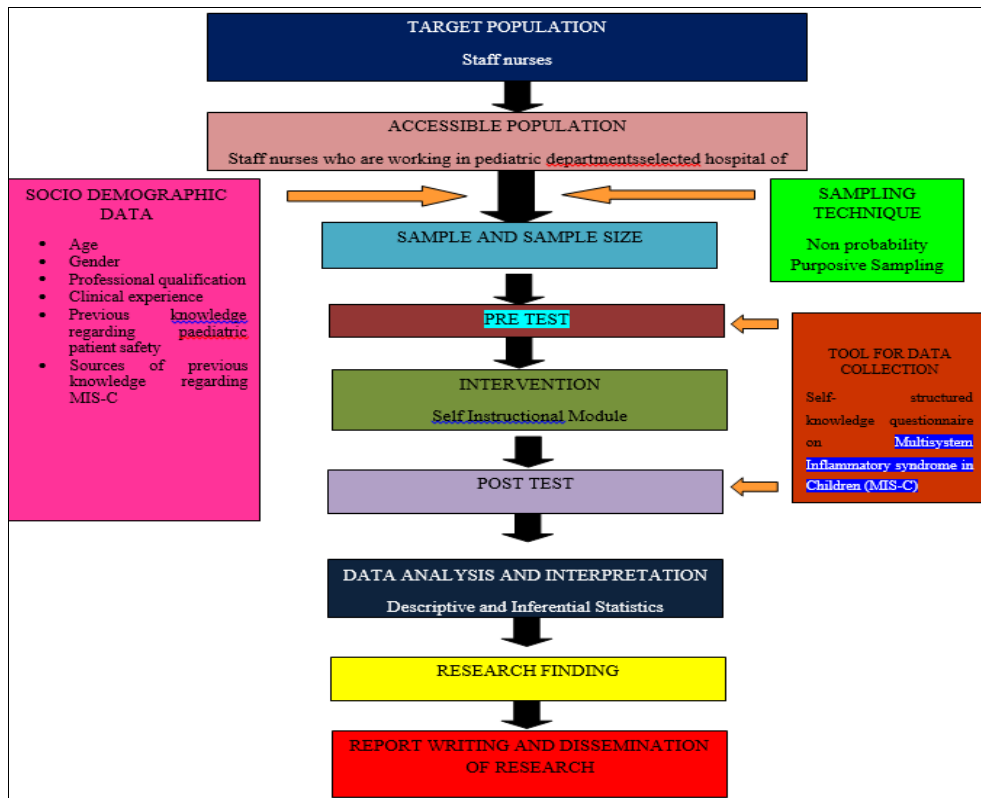 TARGET POPULATION
Staff nurses
ACCESSIBLE POPULATION
Staff nurses who are working in pediatric departmentsselected hospital of
SOCIO DEMOGRAPHIC
DATA
• Age
• Gender
• Professional qualification
• Clinical experience
• Previous knowledge
regarding paediatric
patient safety
• Sources of previous
knowledge regarding
MIS-C
SAMPLING
TECHNIQUE
Non probability
Purposive Sampling
SAMPLE AND SAMPLE SIZE
PRE TEST
INTERVENTION
Self Instructional Module
TOOL FOR DATA
COLLECTION
Self- structured
knowledge questionnaire
on Multisystem
Inflammatory syndrome in
Children (MIS-C)
POST TEST
DATA ANALYSIS AND INTERPRETATION
Descriptive and Inferential Statistics
RESEARCH FINDING
REPORT WRITING AND DISSEMINATION
OF RESEARCH